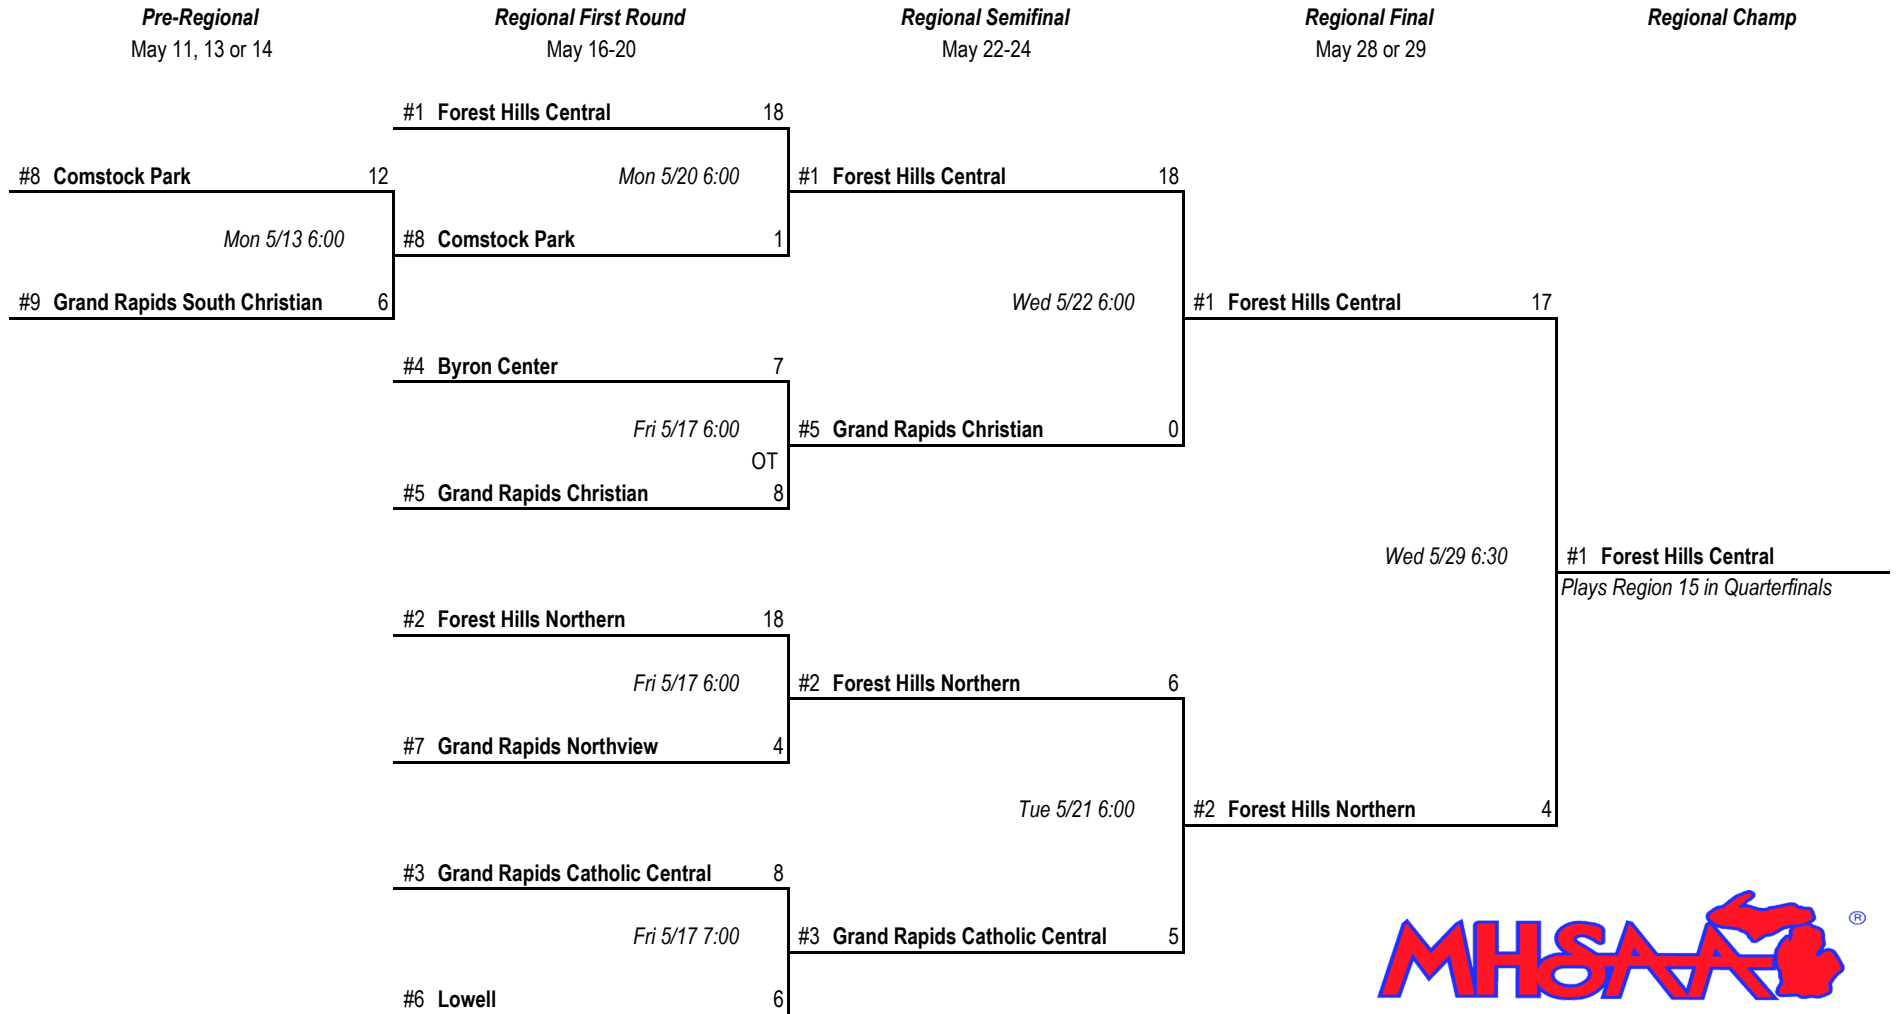 Pre-Regional
Regional First Round
Regional Semifinal
Regional Final
Regional Champ
May 11, 13 or 14
May 16-20
May 22-24
May 28 or 29
#1 Forest Hills Central 18
#8 Comstock Park 12
Mon 5/20 6:00
#1 Forest Hills Central 18
Mon 5/13 6:00
#8 Comstock Park 1
#9 Grand Rapids South Christian 6
Wed 5/22 6:00
#1 Forest Hills Central 17
#4 Byron Center 7
Fri 5/17 6:00
#5 Grand Rapids Christian 0
OT
#5 Grand Rapids Christian 8
Wed 5/29 6:30
#1 Forest Hills Central
Plays Region 15 in Quarterfinals
#2 Forest Hills Northern 18
Fri 5/17 6:00
#2 Forest Hills Northern 6
#7 Grand Rapids Northview 4
Tue 5/21 6:00
#2 Forest Hills Northern 4
#3 Grand Rapids Catholic Central 8
Fri 5/17 7:00
#3 Grand Rapids Catholic Central 5
MHSAA ®
#6 Lowell 6